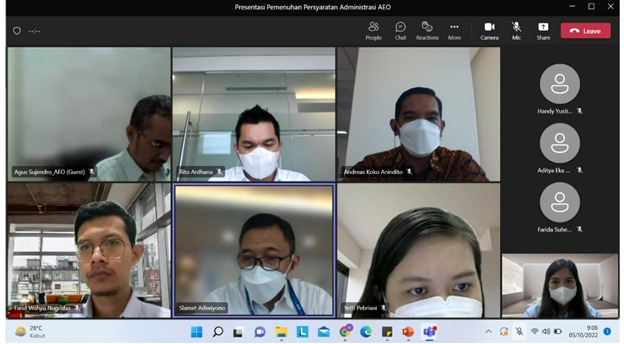 Presentasi Pemenuhan Persyaratan Administrasi AEO
--:--
People
Chat
Reactions
More
Camera
Mic
Share
Leave
Agus Sujendro_AEO (Guest)
Rito Ardhana
Andreas Koko Anindito
Handy Yusti...
Aditya Eka ...
Farida Suhe...
Farid Wahyu Nugroho
Slamet Adiwiyono
Yetti Pebriani
28°C
Kabut
9:06
05/10/2022